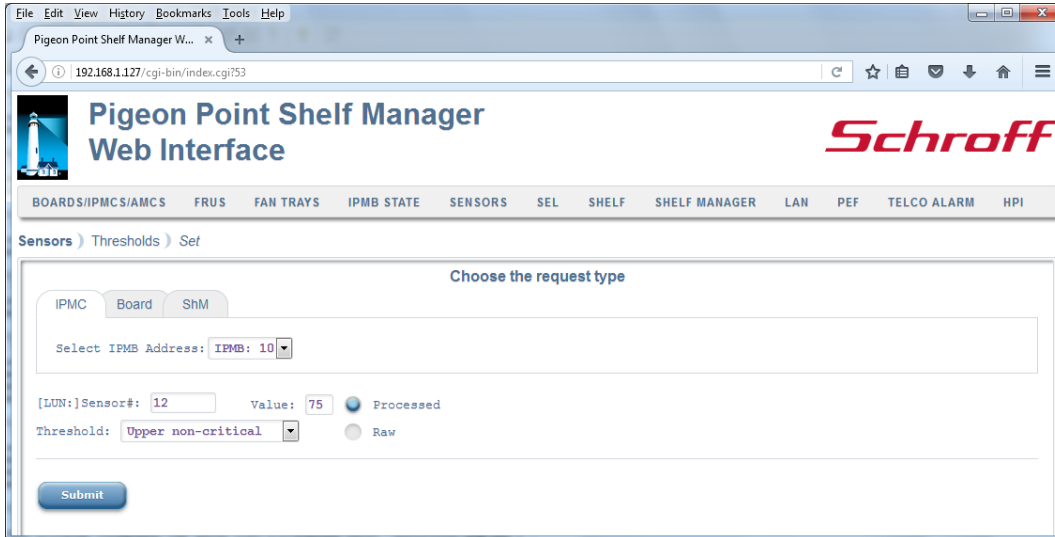 File Edit View History Bookmarks Tools Help
Pigeon Point Shelf Manager W... × +
192.168.1.127/cgi-bin/index.cgi?53
Pigeon Point Shelf Manager
Web Interface
Schroff
BOARDS/IPMCS/AMCS FRUS FAN TRAYS IPMB STATE SENSORS SEL SHELF SHELF MANAGER LAN PEF TELCO ALARM HPI
Sensors ) Thresholds ) Set
Choose the request type
IPMC Board ShM
Select IPMB Address: IPMB: 10
[LUN:]Sensor#: 12 Value: 75 Processed
Threshold: Upper non-critical Raw
Submit